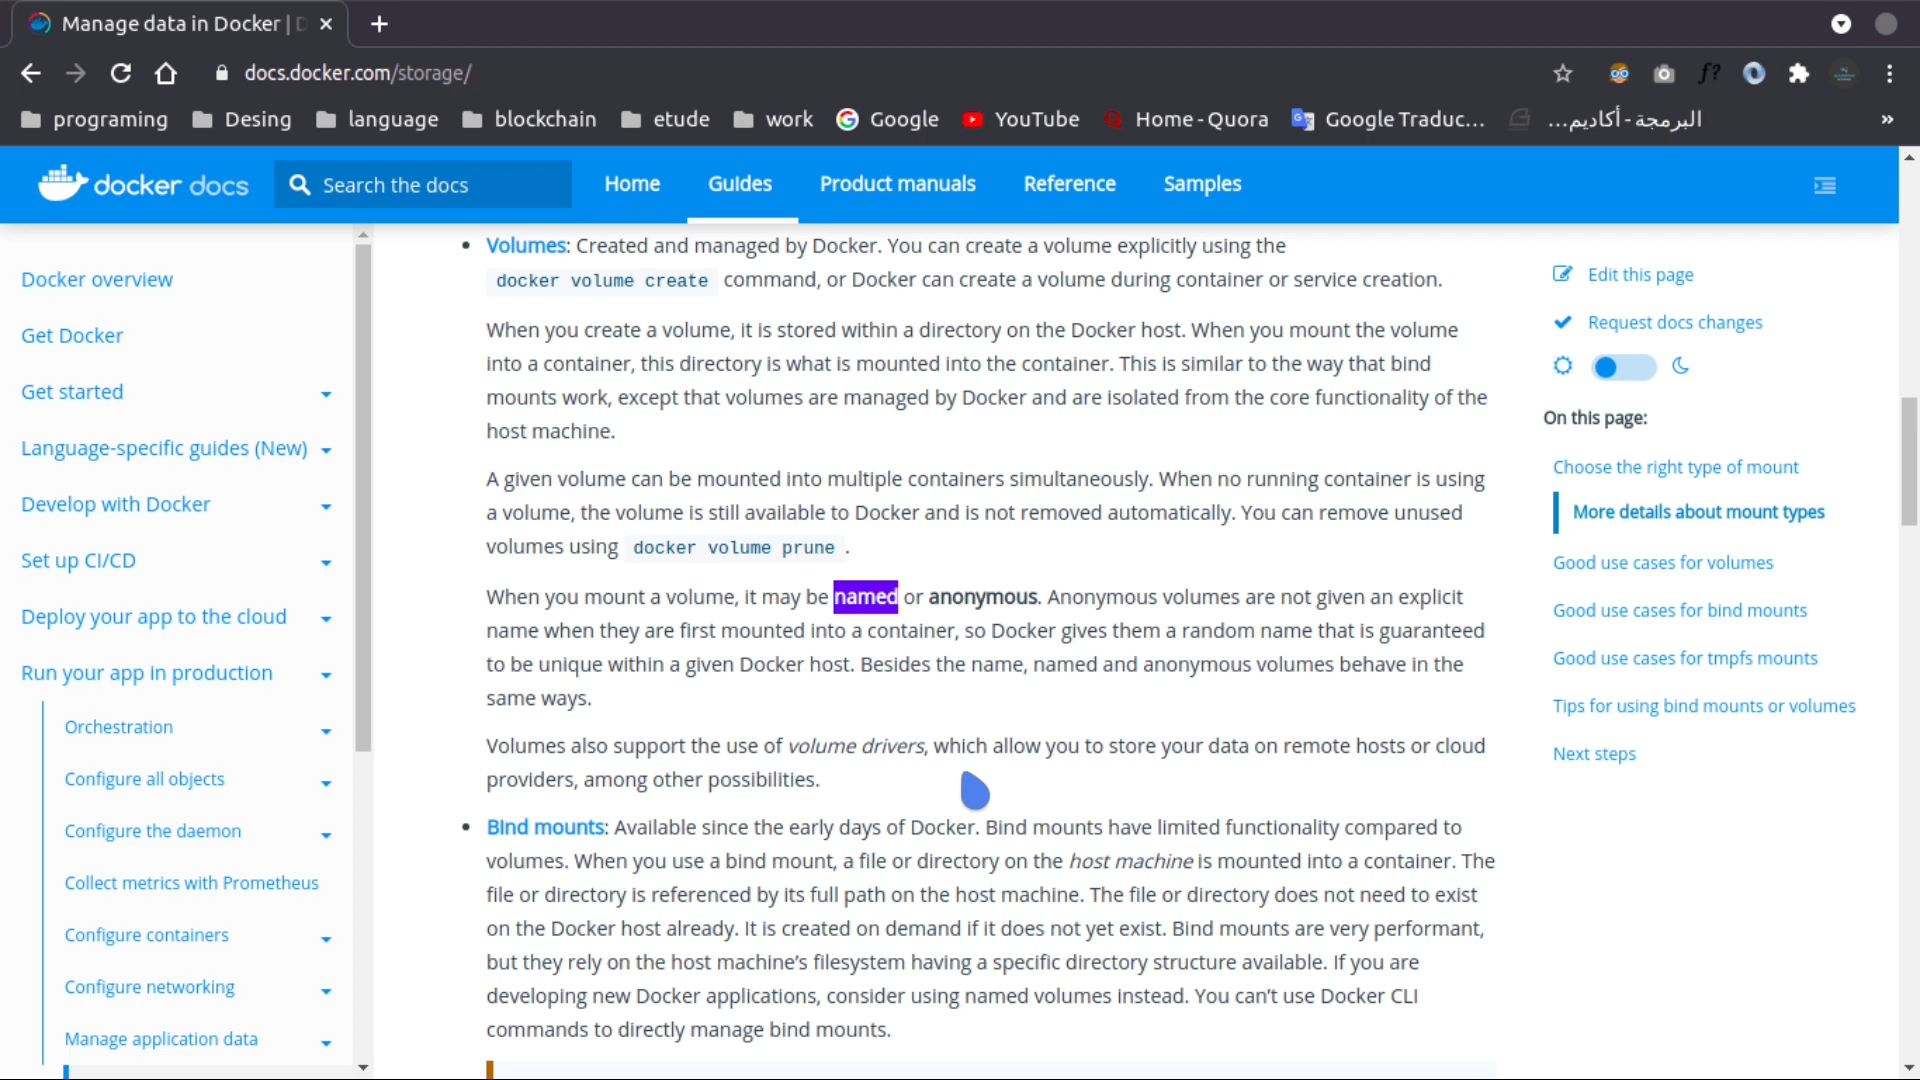 Manage data in Docker |
docs.docker.com/storage/
programing
Desing
language
blockchain
etude
work
Google
YouTube
Home - Quora
Google Traduc...
البرمجة - أكاديم...
»
docker docs
Search the docs
Home
Guides
Product manuals
Reference
Samples
Docker overview
Get Docker
Get started
Language-specific guides (New)
Develop with Docker
Set up CI/CD
Deploy your app to the cloud
Run your app in production
Orchestration
Configure all objects
Configure the daemon
Collect metrics with Prometheus
Configure containers
Configure networking
Manage application data
• Volumes: Created and managed by Docker. You can create a volume explicitly using the
docker volume create command, or Docker can create a volume during container or service creation.
When you create a volume, it is stored within a directory on the Docker host. When you mount the volume
into a container, this directory is what is mounted into the container. This is similar to the way that bind
mounts work, except that volumes are managed by Docker and are isolated from the core functionality of the
host machine.
A given volume can be mounted into multiple containers simultaneously. When no running container is using
a volume, the volume is still available to Docker and is not removed automatically. You can remove unused
volumes using docker volume prune .
When you mount a volume, it may be named or anonymous. Anonymous volumes are not given an explicit
name when they are first mounted into a container, so Docker gives them a random name that is guaranteed
to be unique within a given Docker host. Besides the name, named and anonymous volumes behave in the
same ways.
Volumes also support the use of volume drivers, which allow you to store your data on remote hosts or cloud
providers, among other possibilities.
• Bind mounts: Available since the early days of Docker. Bind mounts have limited functionality compared to
volumes. When you use a bind mount, a file or directory on the host machine is mounted into a container. The
file or directory is referenced by its full path on the host machine. The file or directory does not need to exist
on the Docker host already. It is created on demand if it does not yet exist. Bind mounts are very performant,
but they rely on the host machine’s filesystem having a specific directory structure available. If you are
developing new Docker applications, consider using named volumes instead. You can’t use Docker CLI
commands to directly manage bind mounts.
Edit this page
Request docs changes
On this page:
Choose the right type of mount
More details about mount types
Good use cases for volumes
Good use cases for bind mounts
Good use cases for tmpfs mounts
Tips for using bind mounts or volumes
Next steps